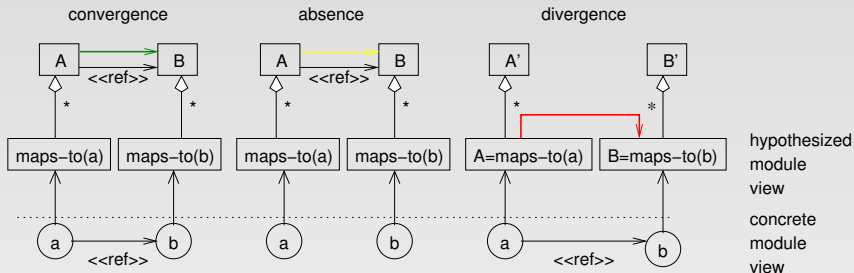 convergence
absence
divergence
A
B
A
B
A'
B'
<<ref>>
<<ref>>
*
*
*
*
*
*
maps-to(a)
maps-to(b)
maps-to(a)
maps-to(b)
A=maps-to(a)
B=maps-to(b)
hypothesized
module
view
a
b
a
b
a
b
<<ref>>
<<ref>>
concrete
module
view